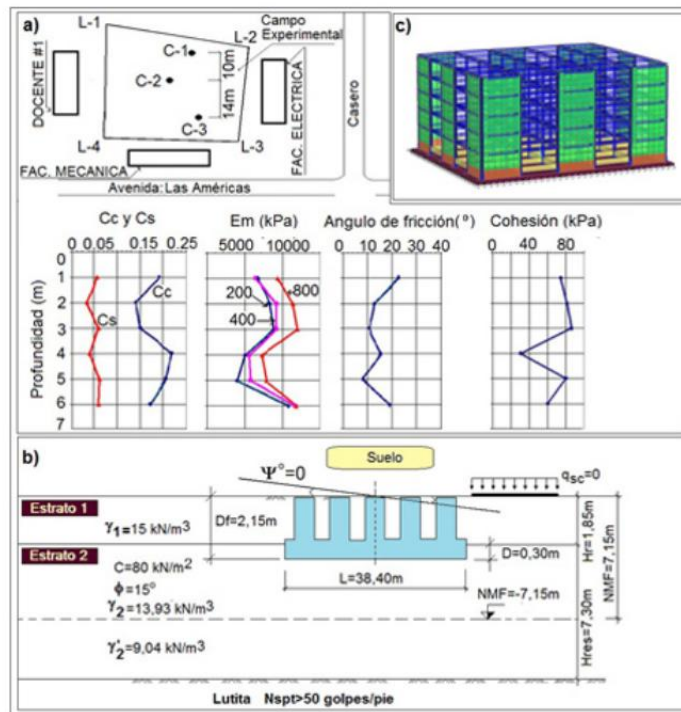 a)
L-1
Campo
Experimental
L-2
C-1
10m
C-2
14m
C-3
L-4
L-3
DOCENTE #1
FAC. ELECTRICA
Casero
FAC. MECANICA
Avenida: Las Américas
c)
Cc y Cs
0 0.05 0.15 0.25
Profundidad (m)
0
1
2
3
4
5
6
7
Cc
Cs
Em (kPa)
5000 10000
200
400
800
Angulo de fricción(º)
0 10 20 30 40
Cohesión (kPa)
0 40 80
b)
Suelo
Ψ°=0
qsc=0
Estrato 1
γ1=15 kN/m3
Df=2,15m
Estrato 2
C=80 kN/m2
ϕ=15º
γ2=13,93 kN/m3
L=38,40m
D=0,30m
Hr=1,85m
NMF=7,15m
NMF=-7,15m
Hres=7,30m
γ'2=9,04 kN/m3
Lutita Nspt>50 golpes/pie